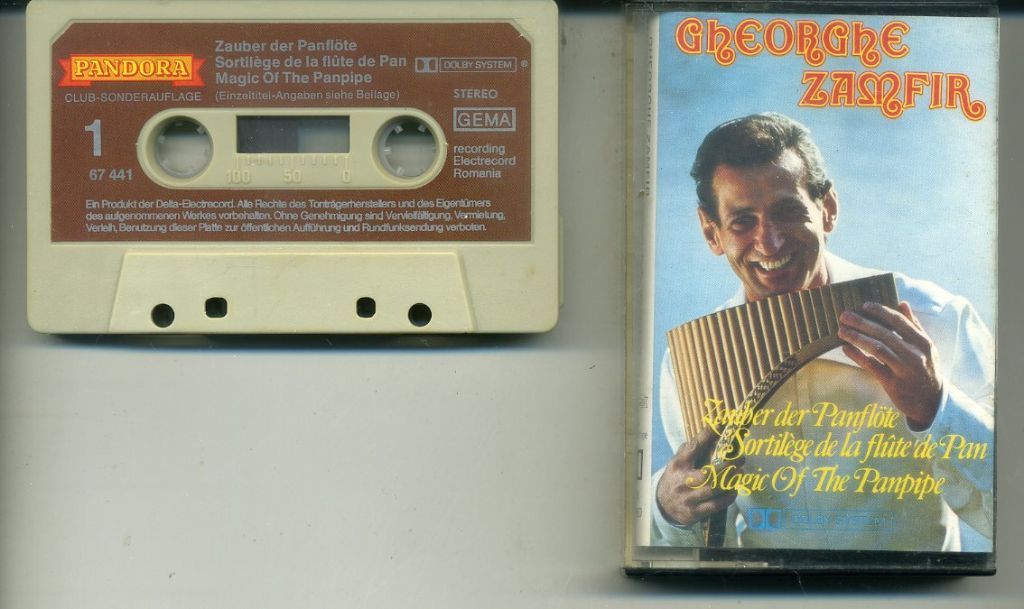 PANDORA
CLUB-SONDERAUFLAGE
Zauber der Panflöte
Sortilège de la flûte de Pan
Magic Of The Panpipe
(Einzeltitel-Angaben siehe Beilage)
DOLBY SYSTEM ®
STEREO
GEMA
1
67 441
100 50 0
recording
Electrecord
Romania
Ein Produkt der Delta-Electrecord. Alle Rechte des Tonträgerherstellers und des Eigentümers
des aufgenommenen Werkes vorbehalten. Ohne Genehmigung sind Vervielfältigung, Vermietung,
Verleih, Benutzung dieser Platte zur öffentlichen Aufführung und Rundfunksendung verboten.
GHEORGHE
ZAMFIR
Zauber der Panflöte
Sortilège de la flûte de Pan
Magic Of The Panpipe
DOLBY SYSTEM